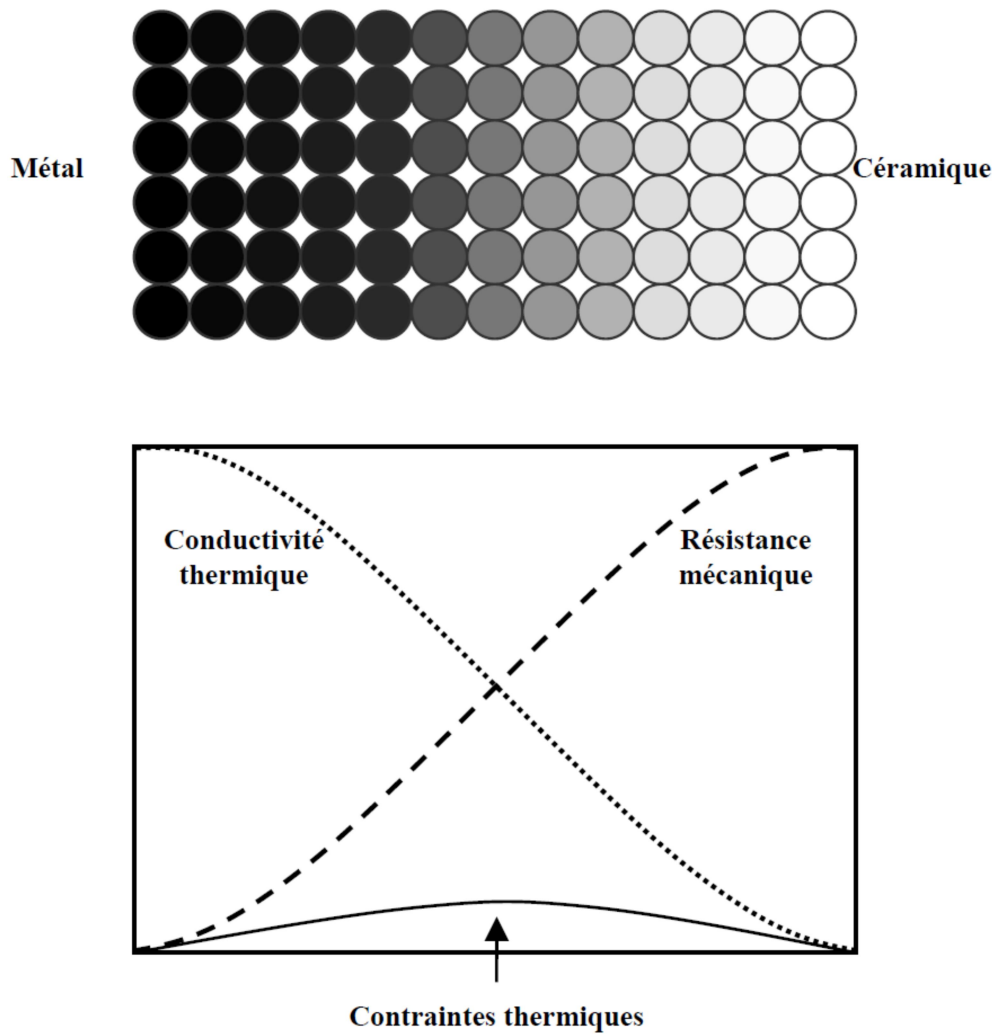 Métal
Céramique
Conductivité
thermique
Résistance
mécanique
Contraintes thermiques